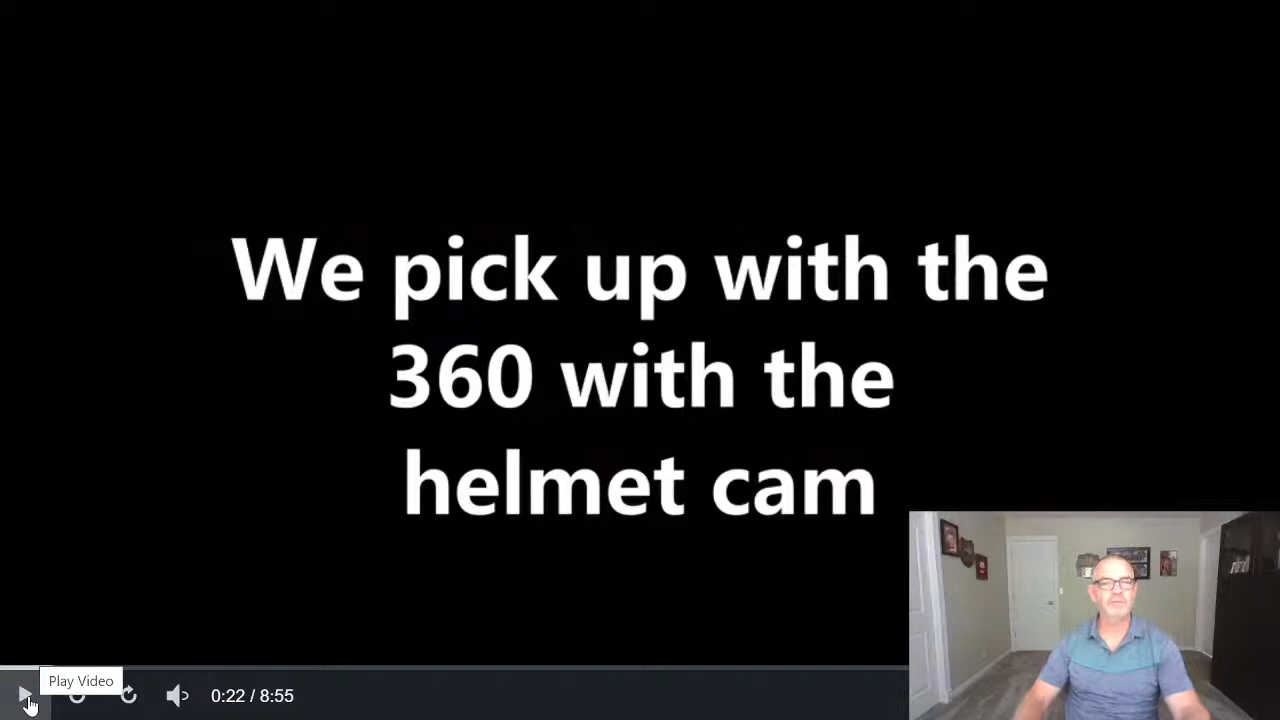 We pick up with the
360 with the
helmet cam
Play Video
0:22 / 8:55